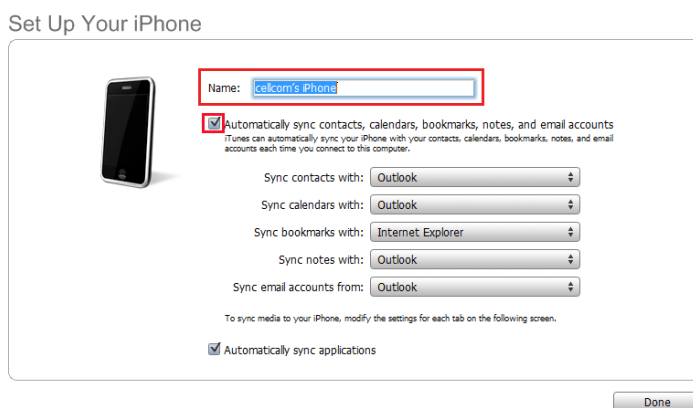 Set Up Your iPhone
Name: cellcom's iPhone
Automatically sync contacts, calendars, bookmarks, notes, and email accounts
iTunes can automatically sync your iPhone with your contacts, calendars, bookmarks, notes, and email
accounts each time you connect to this computer.
Sync contacts with: Outlook
Sync calendars with: Outlook
Sync bookmarks with: Internet Explorer
Sync notes with: Outlook
Sync email accounts from: Outlook
To sync media to your iPhone, modify the settings for each tab on the following screen.
Automatically sync applications
Done